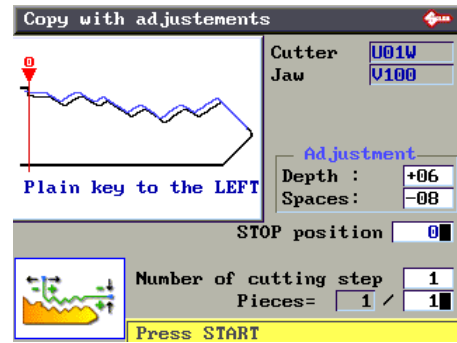 Copy with adjustements
0
Cutter U01W
Jaw V100
Plain key to the LEFT
Adjustment
Depth : +06
Spaces: -08
STOP position 0
Number of cutting step 1
Pieces= 1 / 1
Press START